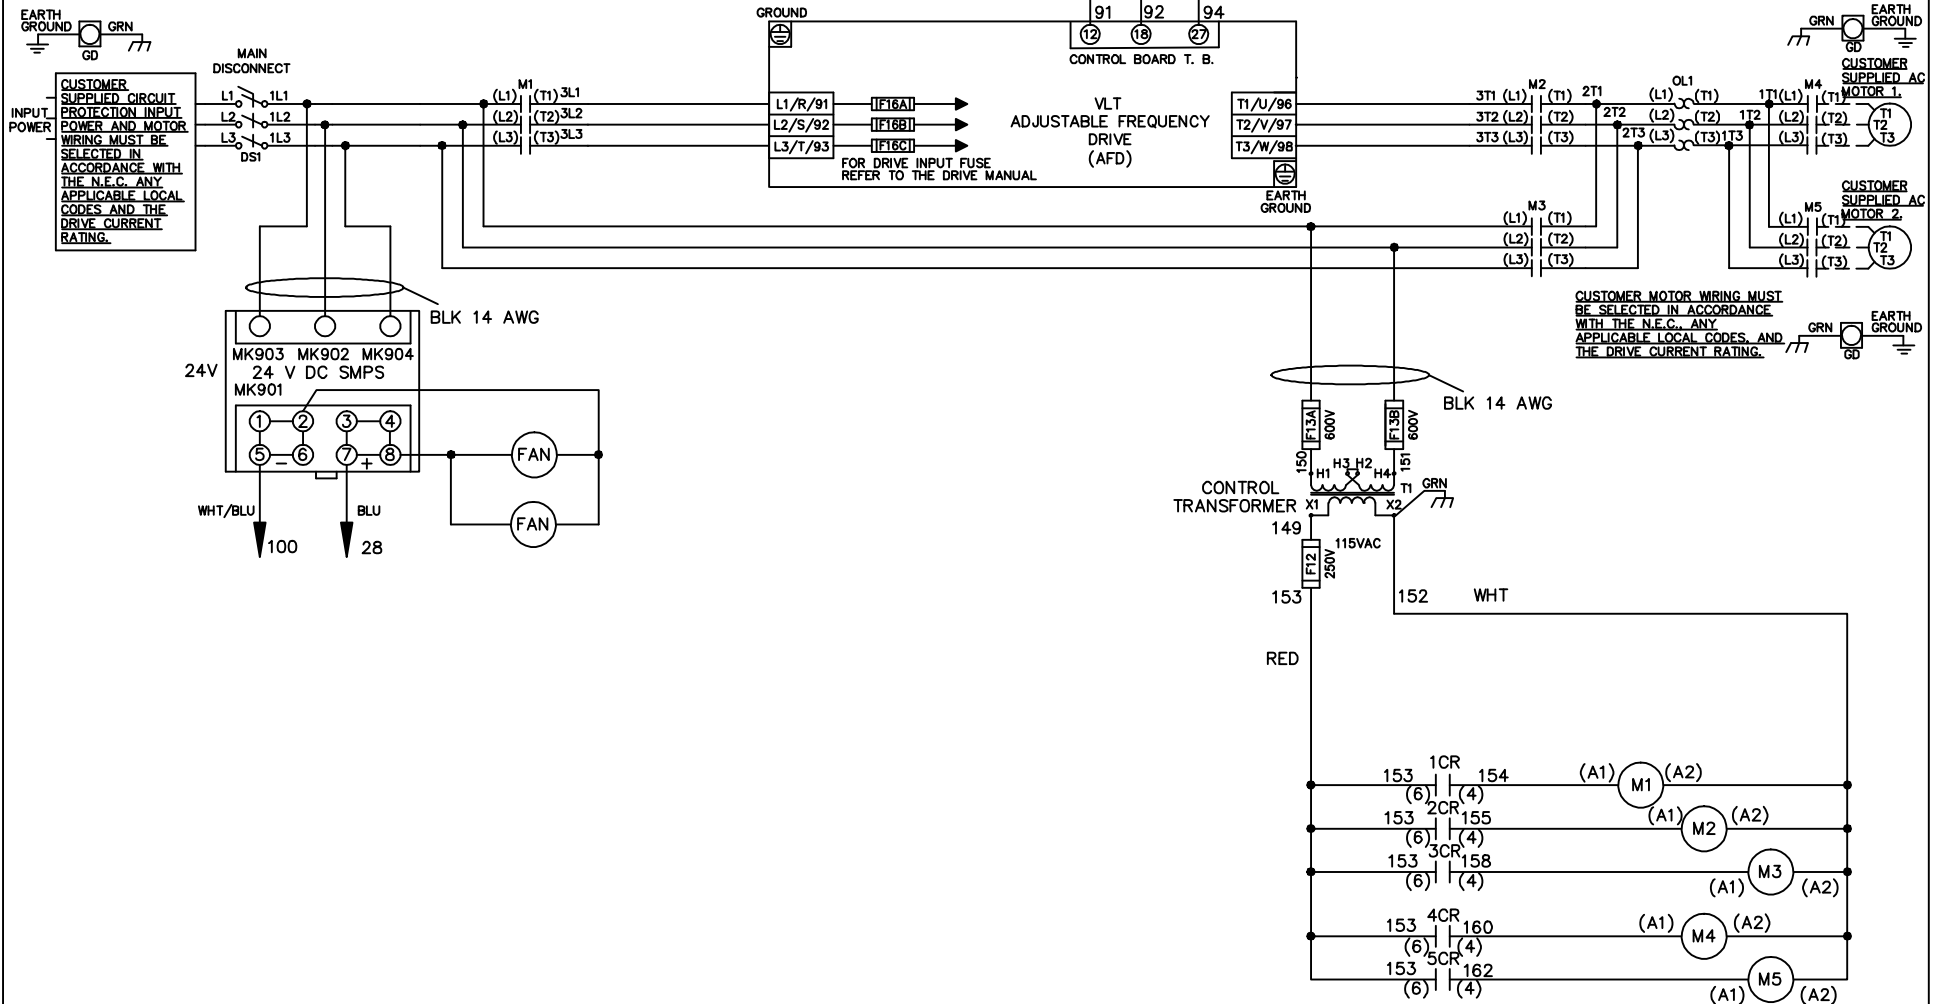 EARTH
GROUND
GRN
GD
GROUND
91 92 94
12 18 27
CONTROL BOARD T. B.
GRN
EARTH
GROUND
GD
MAIN
DISCONNECT
INPUT
POWER
CUSTOMER
SUPPLIED CIRCUIT
PROTECTION INPUT
POWER AND MOTOR
WIRING MUST BE
SELECTED IN
ACCORDANCE WITH
THE N.E.C. ANY
APPLICABLE LOCAL
CODES AND THE
DRIVE CURRENT
RATING.
L1 1L1
L2 1L2
L3 1L3
DS1
M1
(L1) (T1) 3L1
(L2) (T2) 3L2
(L3) (T3) 3L3
L1/R/91 F16A
L2/S/92 F16B
L3/T/93 F16C
FOR DRIVE INPUT FUSE
REFER TO THE DRIVE MANUAL
VLT
ADJUSTABLE FREQUENCY
DRIVE
(AFD)
T1/U/96
T2/V/97
T3/W/98
EARTH
GROUND
M2
3T1 (L1) (T1) 2T1
3T2 (L2) (T2) 2T2
3T3 (L3) (T3) 2T3
OL1
(L1) (T1) 1T1
(L2) (T2) 1T2
(L3) (T3) 1T3
CUSTOMER
SUPPLIED AC
MOTOR 1.
M4
(L1) (T1) T1
(L2) (T2) T2
(L3) (T3) T3
M3
(L1) (T1)
(L2) (T2)
(L3) (T3)
CUSTOMER
SUPPLIED AC
MOTOR 2.
M5
(L1) (T1) T1
(L2) (T2) T2
(L3) (T3) T3
CUSTOMER MOTOR WIRING MUST
BE SELECTED IN ACCORDANCE
WITH THE N.E.C., ANY
APPLICABLE LOCAL CODES, AND
THE DRIVE CURRENT RATING.
GRN
EARTH
GROUND
GD
BLK 14 AWG
MK903 MK902 MK904
24V
24 V DC SMPS
MK901
1 2 3 4
5 - 6 7 + 8
FAN
FAN
WHT/BLU
BLU
100
28
BLK 14 AWG
F13A
600V
F13B
600V
150
151
H1 H3 H2 H4
T1
GRN
CONTROL
TRANSFORMER
X1 X2
149
115VAC
F12
250V
153
152
WHT
RED
1CR
153 154 (A1) M1 (A2)
(6) (4)
2CR
153 155 (A1) M2 (A2)
(6) (4)
3CR
153 158 M3
(6) (4) (A1) (A2)
4CR
153 160 (A1) M4 (A2)
(6) (4)
5CR
153 162 M5
(6) (4) (A1) (A2)